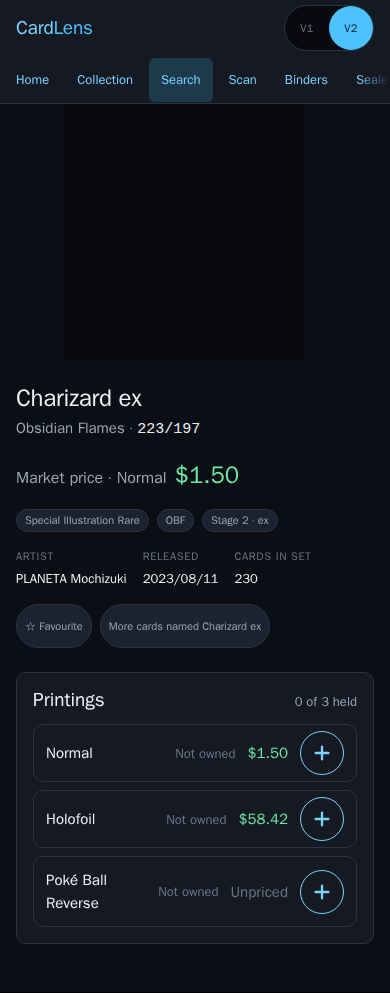 CardLens
V1 V2
Home Collection Search Scan Binders Seale
Charizard ex
Obsidian Flames · 223/197
Market price · Normal $1.50
Special Illustration Rare OBF Stage 2 · ex
ARTIST RELEASED CARDS IN SET
PLANETA Mochizuki 2023/08/11 230
☆ Favourite More cards named Charizard ex
Printings 0 of 3 held
Normal Not owned $1.50 +
Holofoil Not owned $58.42 +
Poké Ball
Reverse Not owned Unpriced +